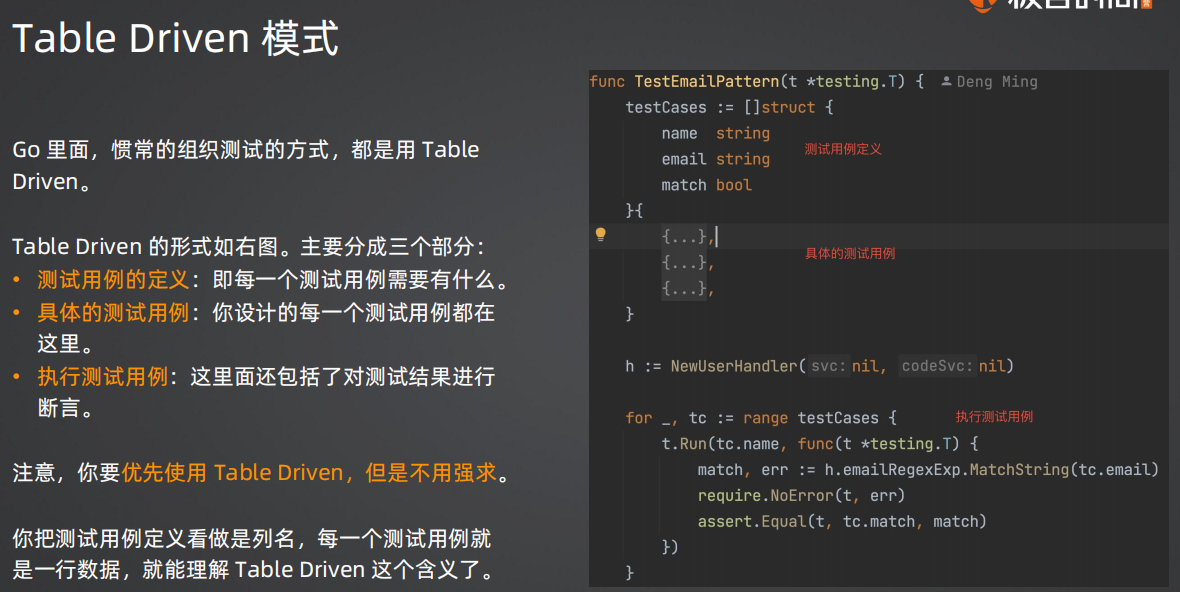 Table Driven 模式
Go 里面，惯常的组织测试的方式，都是用 Table
Driven。
Table Driven 的形式如右图。主要分成三个部分：
• 测试用例的定义：即每一个测试用例需要有什么。
• 具体的测试用例：你设计的每一个测试用例都在
这里。
• 执行测试用例：这里面还包括了对测试结果进行
断言。
注意，你要优先使用 Table Driven，但是不用强求。
你把测试用例定义看做是列名，每一个测试用例就
是一行数据，就能理解 Table Driven 这个含义了。
func TestEmailPattern(t *testing.T) { Deng Ming
testCases := []struct {
name string
测试用例定义
email string
match bool
}{
{...},
具体的测试用例
{...},
{...},
}
h := NewUserHandler( svc: nil, codeSvc: nil)
for _, tc := range testCases { 执行测试用例
t.Run(tc.name, func(t *testing.T) {
match, err := h.emailRegexExp.MatchString(tc.email)
require.NoError(t, err)
assert.Equal(t, tc.match, match)
})
}